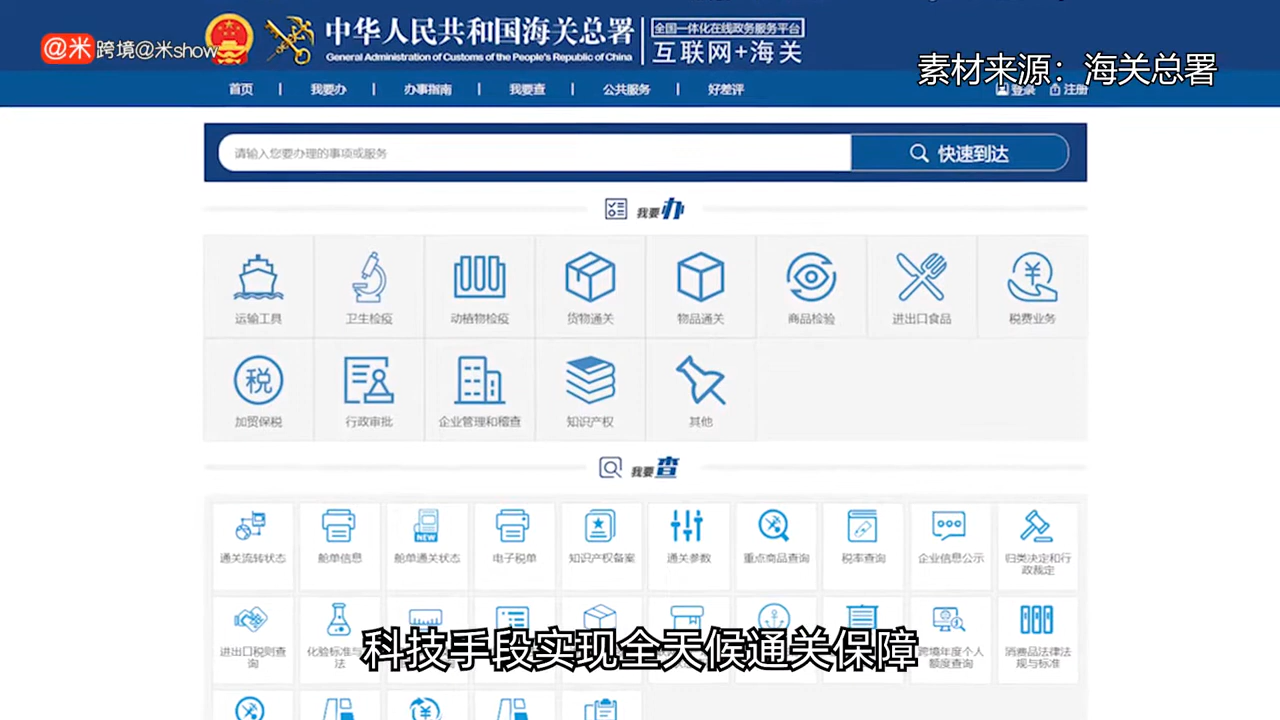 中华人民共和国海关总署
General Administration of Customs of the People's Republic of China
全国一体化在线政务服务平台
互联网+海关
@米 跨境@米show
素材来源：海关总署
首页 | 我要办 | 办事指南 | 我要查 | 公共服务 | 好差评
登录 注册
请输入您要办理的事项或服务
快速到达
我要办
运输工具 卫生检疫 动植物检疫 货物通关 物品通关 商品检验 进出口食品 税费业务
税
加贸保税 行政审批 企业管理和稽查 知识产权 其他
我要查
NEW
通关流转状态 舱单信息 舱单通关状态 电子税单 知识产权备案 通关参数 重点商品查询 税率查询 企业信息公示 归类决定和行
政裁定
进出口税则查 化验标准与 跨境年度个人 消费品法律法
询 法 额度查询 规与标准
科技手段实现全天候通关保障